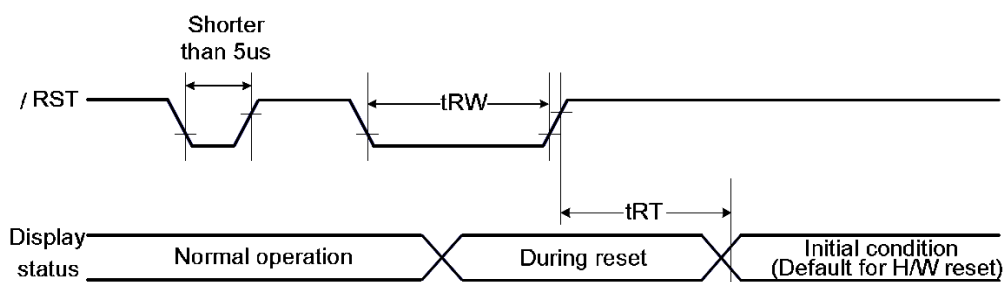 Shorter
than 5us
/ RST
tRW
tRT
Display
status
Normal operation
During reset
Initial condition
(Default for H/W reset)